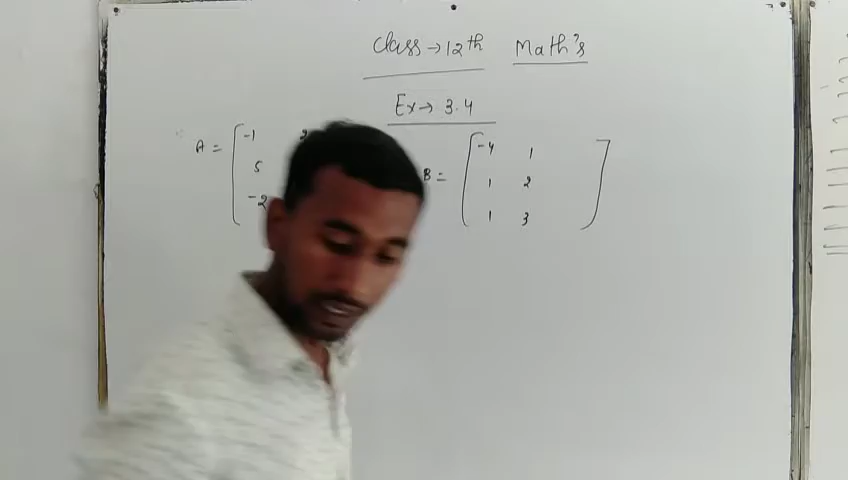 Class → 12th Math's
Ex → 3.4
A = -1 B = -4 1
5 1 2
-2 1 3